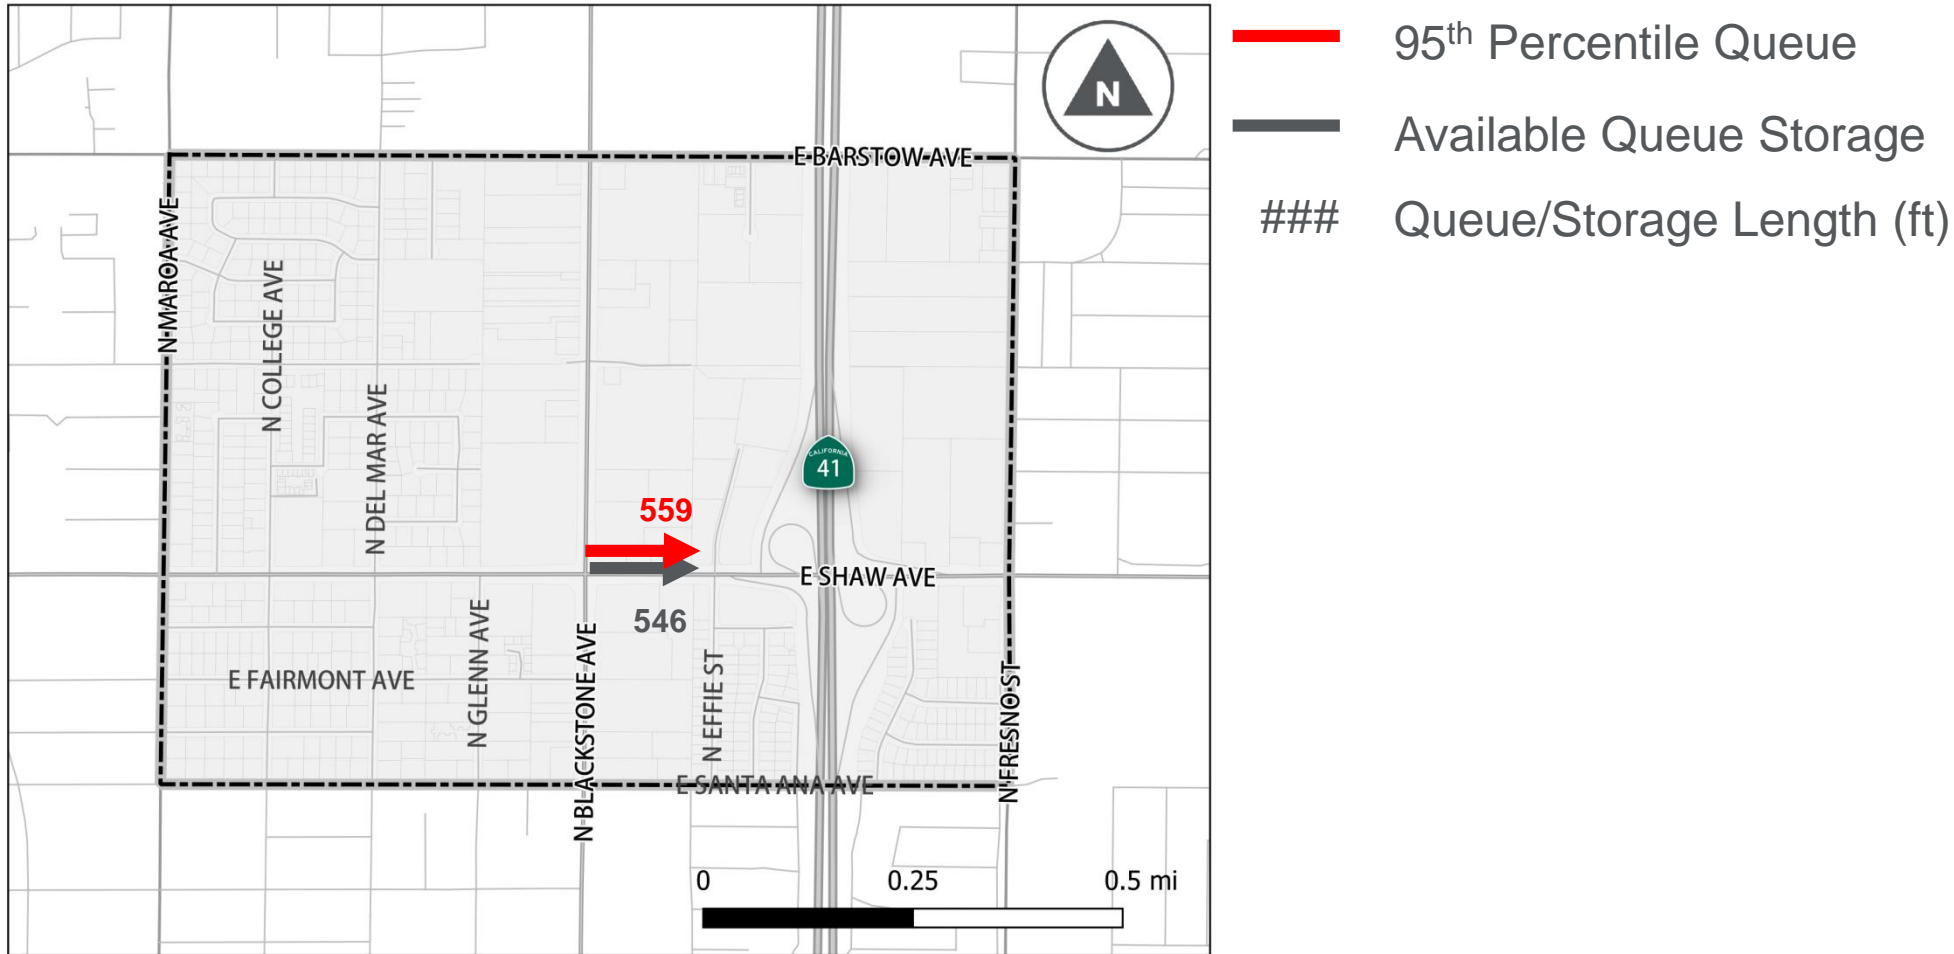 95th Percentile Queue
Available Queue Storage
### Queue/Storage Length (ft)
N
E BARSTOW AVE
N MAROA AVE
N COLLEGE AVE
N DEL MAR AVE
CALIFORNIA
41
559
E SHAW AVE
546
E FAIRMONT AVE
N GLENN AVE
N BLACKSTONE AVE
N EFFIE ST
N FRESNO ST
E SANTA ANA AVE
0 0.25 0.5 mi